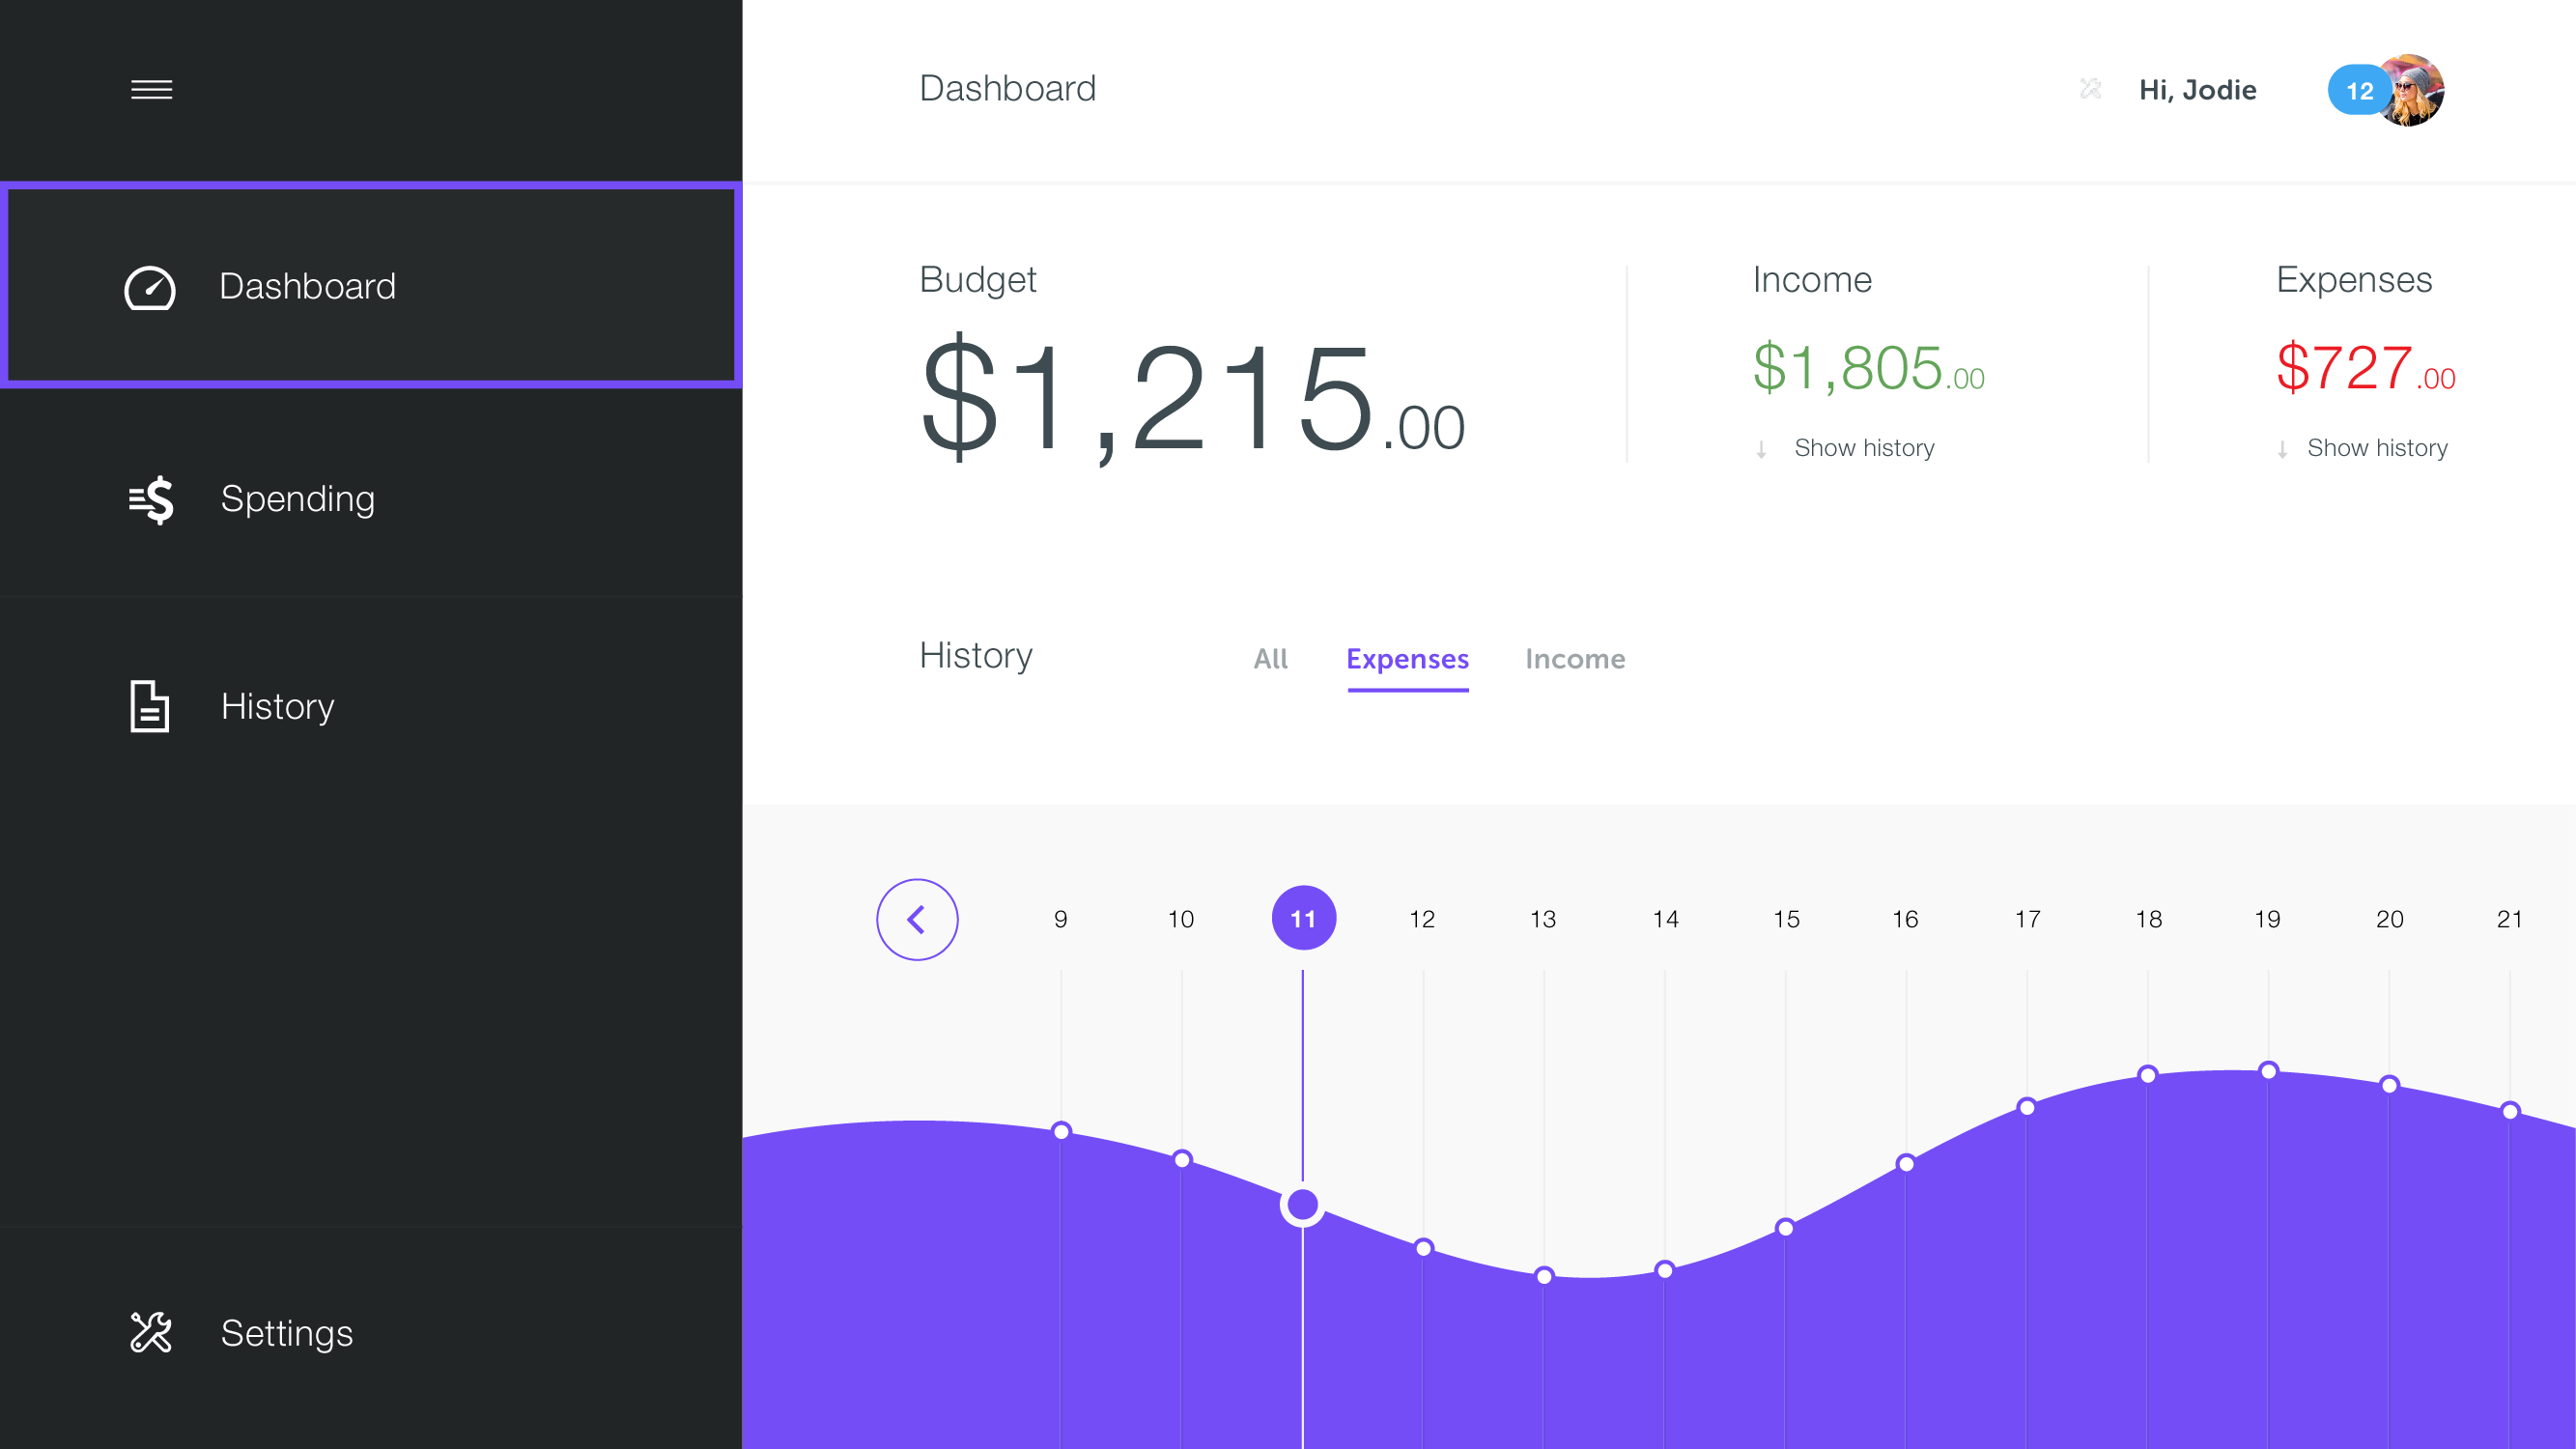 Dashboard
Hi, Jodie
12
Dashboard
Spending
History
Settings
Budget
$1,215.00
Income
$1,805.00
Show history
Expenses
$727.00
Show history
History
All Expenses Income
9 10 11 12 13 14 15 16 17 18 19 20 21